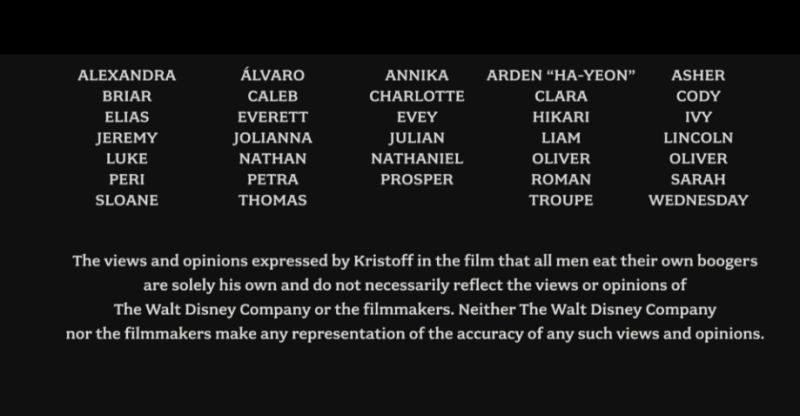 ALEXANDRA ÁLVARO ANNIKA ARDEN “HA-YEON” ASHER
BRIAR CALEB CHARLOTTE CLARA CODY
ELIAS EVERETT EVEY HIKARI IVY
JEREMY JOLIANNA JULIAN LIAM LINCOLN
LUKE NATHAN NATHANIEL OLIVER OLIVER
PERI PETRA PROSPER ROMAN SARAH
SLOANE THOMAS TROUPE WEDNESDAY
The views and opinions expressed by Kristoff in the film that all men eat their own boogers
are solely his own and do not necessarily reflect the views or opinions of
The Walt Disney Company or the filmmakers. Neither The Walt Disney Company
nor the filmmakers make any representation of the accuracy of any such views and opinions.